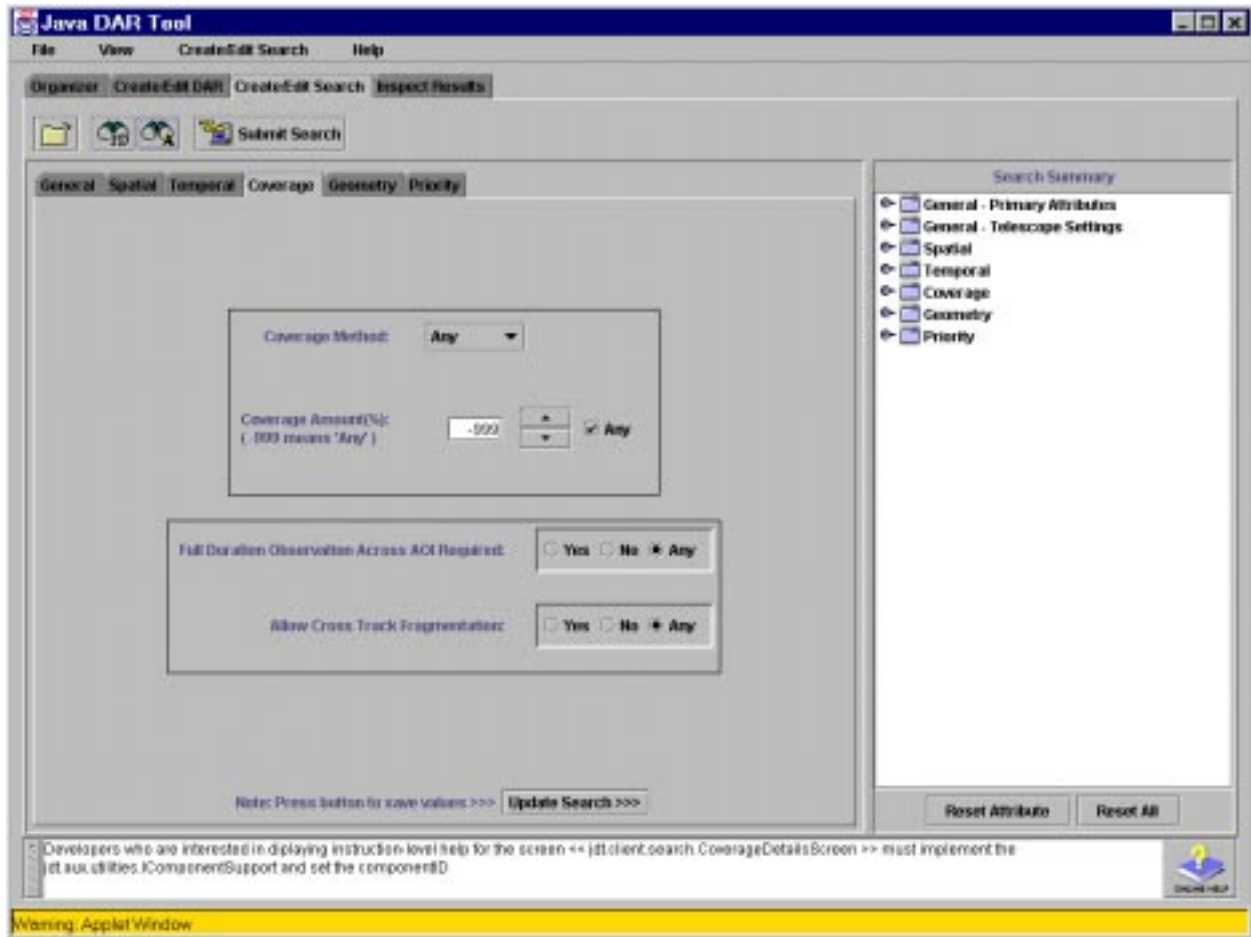 Java DAR Tool
File View Create/Edit Search Help
Organizer Create/Edit DAR Create/Edit Search Inspect Results
Submit Search
General Spatial Temporal Coverage Geometry Priority
Search Summary
General - Primary Attributes
General - Telescope Settings
Spatial
Temporal
Coverage
Geometry
Priority
Coverage Method: Any
Coverage Amount(%):
( -999 means 'Any' )
-999
Any
Full Duration Observation Across AOI Required: Yes No Any
Allow Cross Track Fragmentation: Yes No Any
Note: Press button to save values >>> Update Search >>>
Reset Attribute Reset All
Developers who are interested in diplaying instruction-level help for the screen << jdt.client.search.CoverageDetailsScreen >> must implement the
jdt.aux.utilities.IComponentSupport and set the componentID
ONLINE HELP
Warning: Applet Window